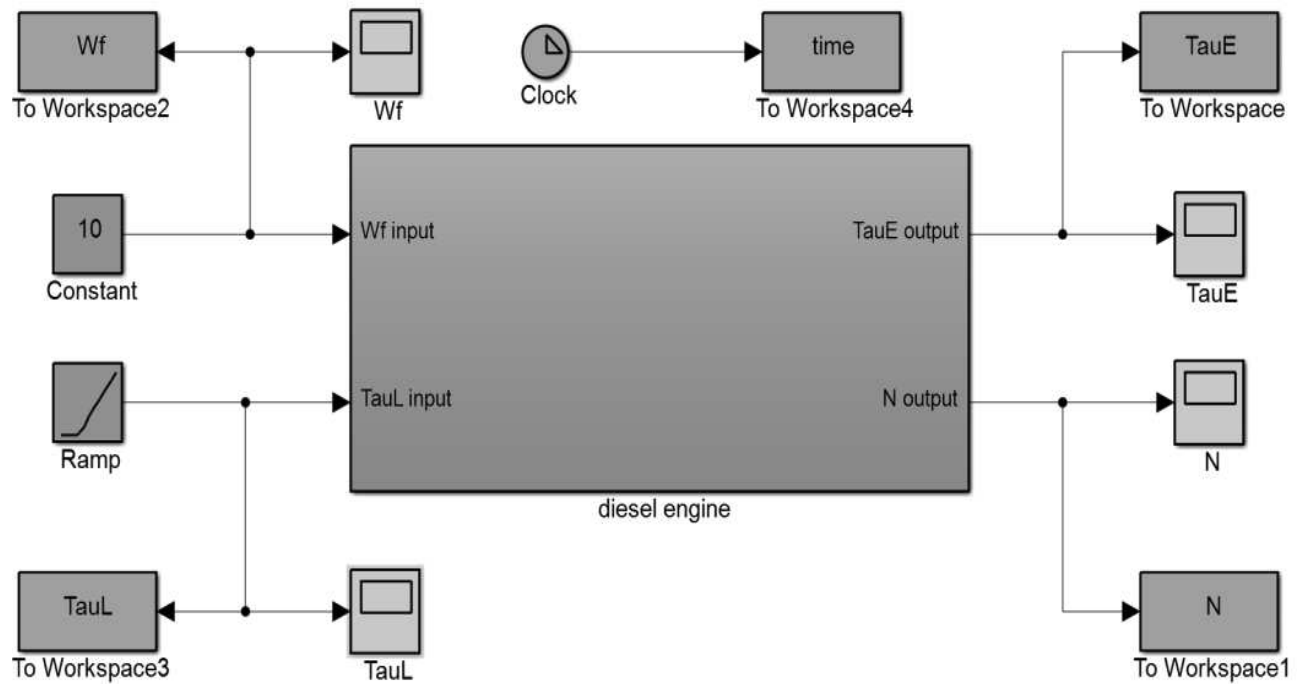 Wf
To Workspace2
Wf
Clock
time
To Workspace4
TauE
To Workspace
10
Constant
Wf input
TauE output
TauE
Ramp
TauL input
N output
N
diesel engine
TauL
To Workspace3
TauL
N
To Workspace1